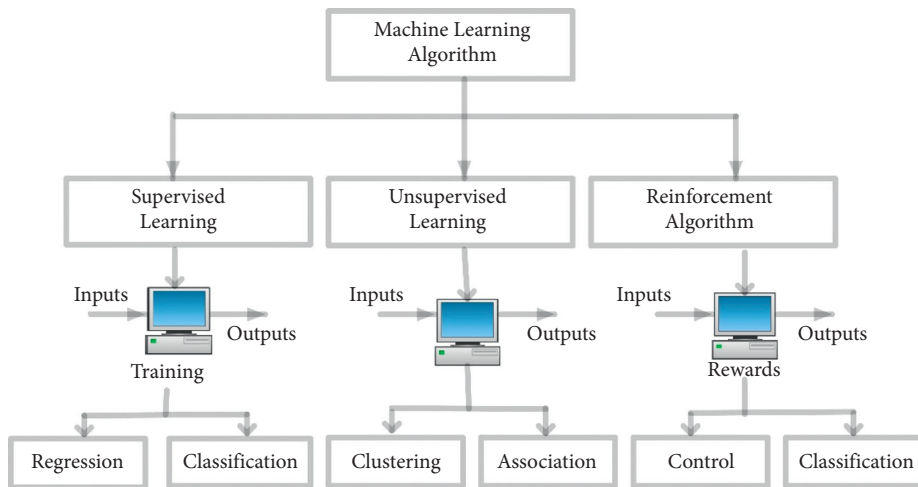 Machine Learning
Algorithm
Supervised
Learning
Unsupervised
Learning
Reinforcement
Algorithm
Inputs
Outputs
Training
Inputs
Outputs
Inputs
Outputs
Rewards
Regression
Classification
Clustering
Association
Control
Classification